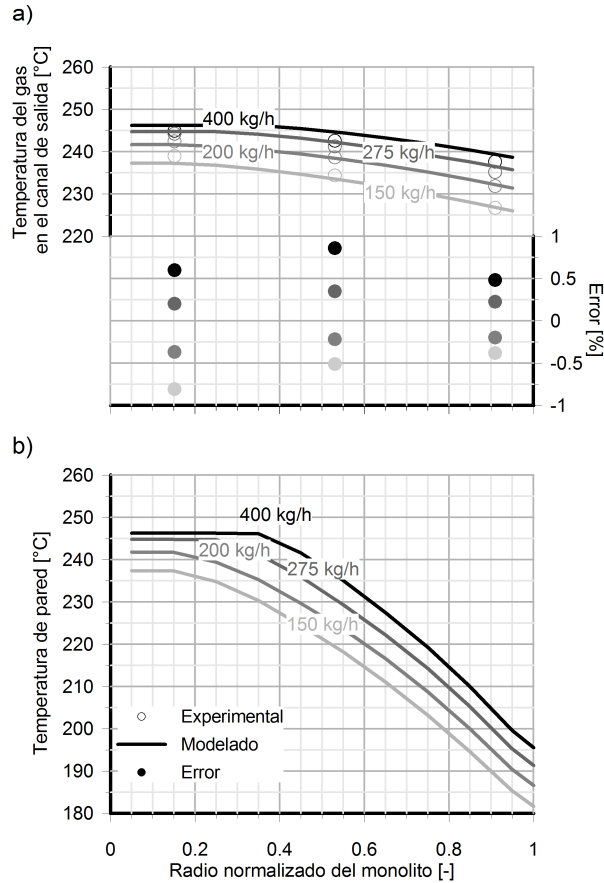 a)
Temperatura del gas
en el canal de salida [°C]
260
250
240
230
220
400 kg/h
275 kg/h
200 kg/h
150 kg/h
1
0.5
0
-0.5
-1
Error [%]
b)
Temperatura de pared [°C]
260
250
240
230
220
210
200
190
180
400 kg/h
200 kg/h
275 kg/h
150 kg/h
Experimental
Modelado
Error
0 0.2 0.4 0.6 0.8 1
Radio normalizado del monolito [-]